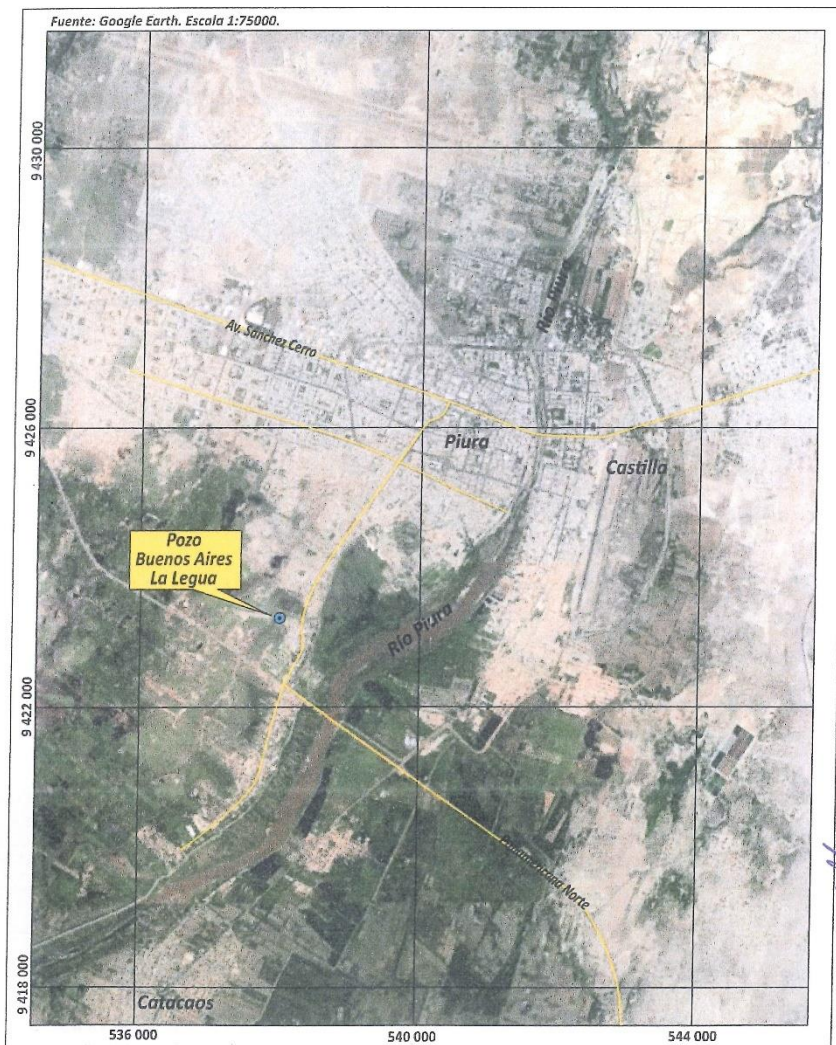 Fuente: Google Earth. Escala 1:75000.
9 430 000
Río Piura
Av. Sánchez Cerro
9 426 000
Piura
Castilla
Pozo
Buenos Aires
La Legua
Río Piura
9 422 000
Panamericana Norte
9 418 000
Catacaos
536 000
540 000
544 000